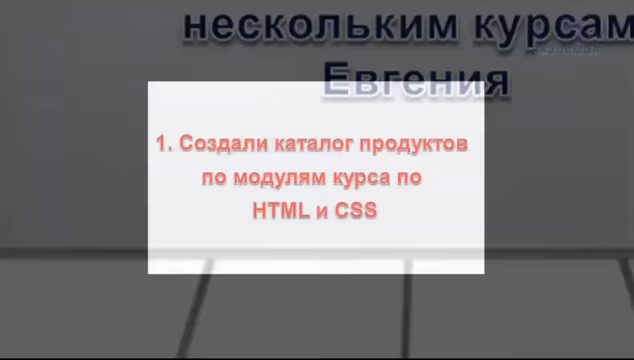 нескольким курсам
Евгения
1. Создали каталог продуктов
по модулям курса по
HTML и CSS